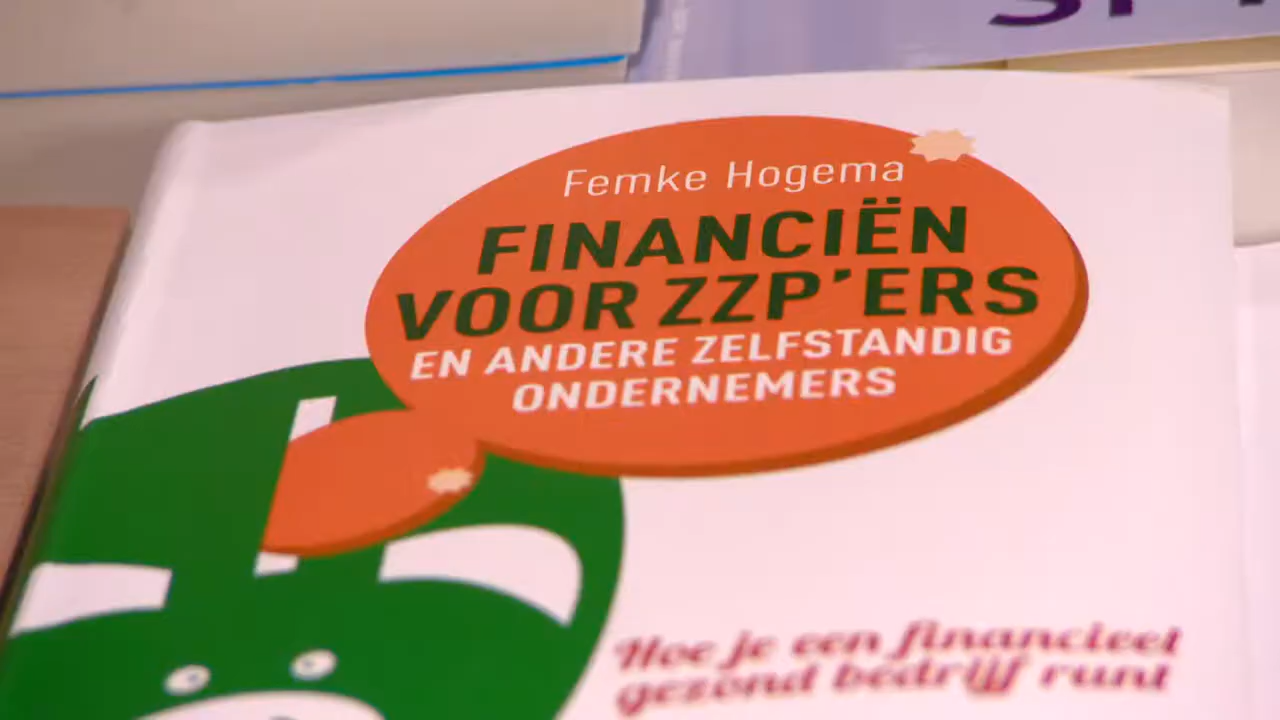 Femke Hogema
FINANCIËN
VOOR ZZP'ERS
EN ANDERE ZELFSTANDIG
ONDERNEMERS
Hoe je een financieel
gezond bedrijf runt